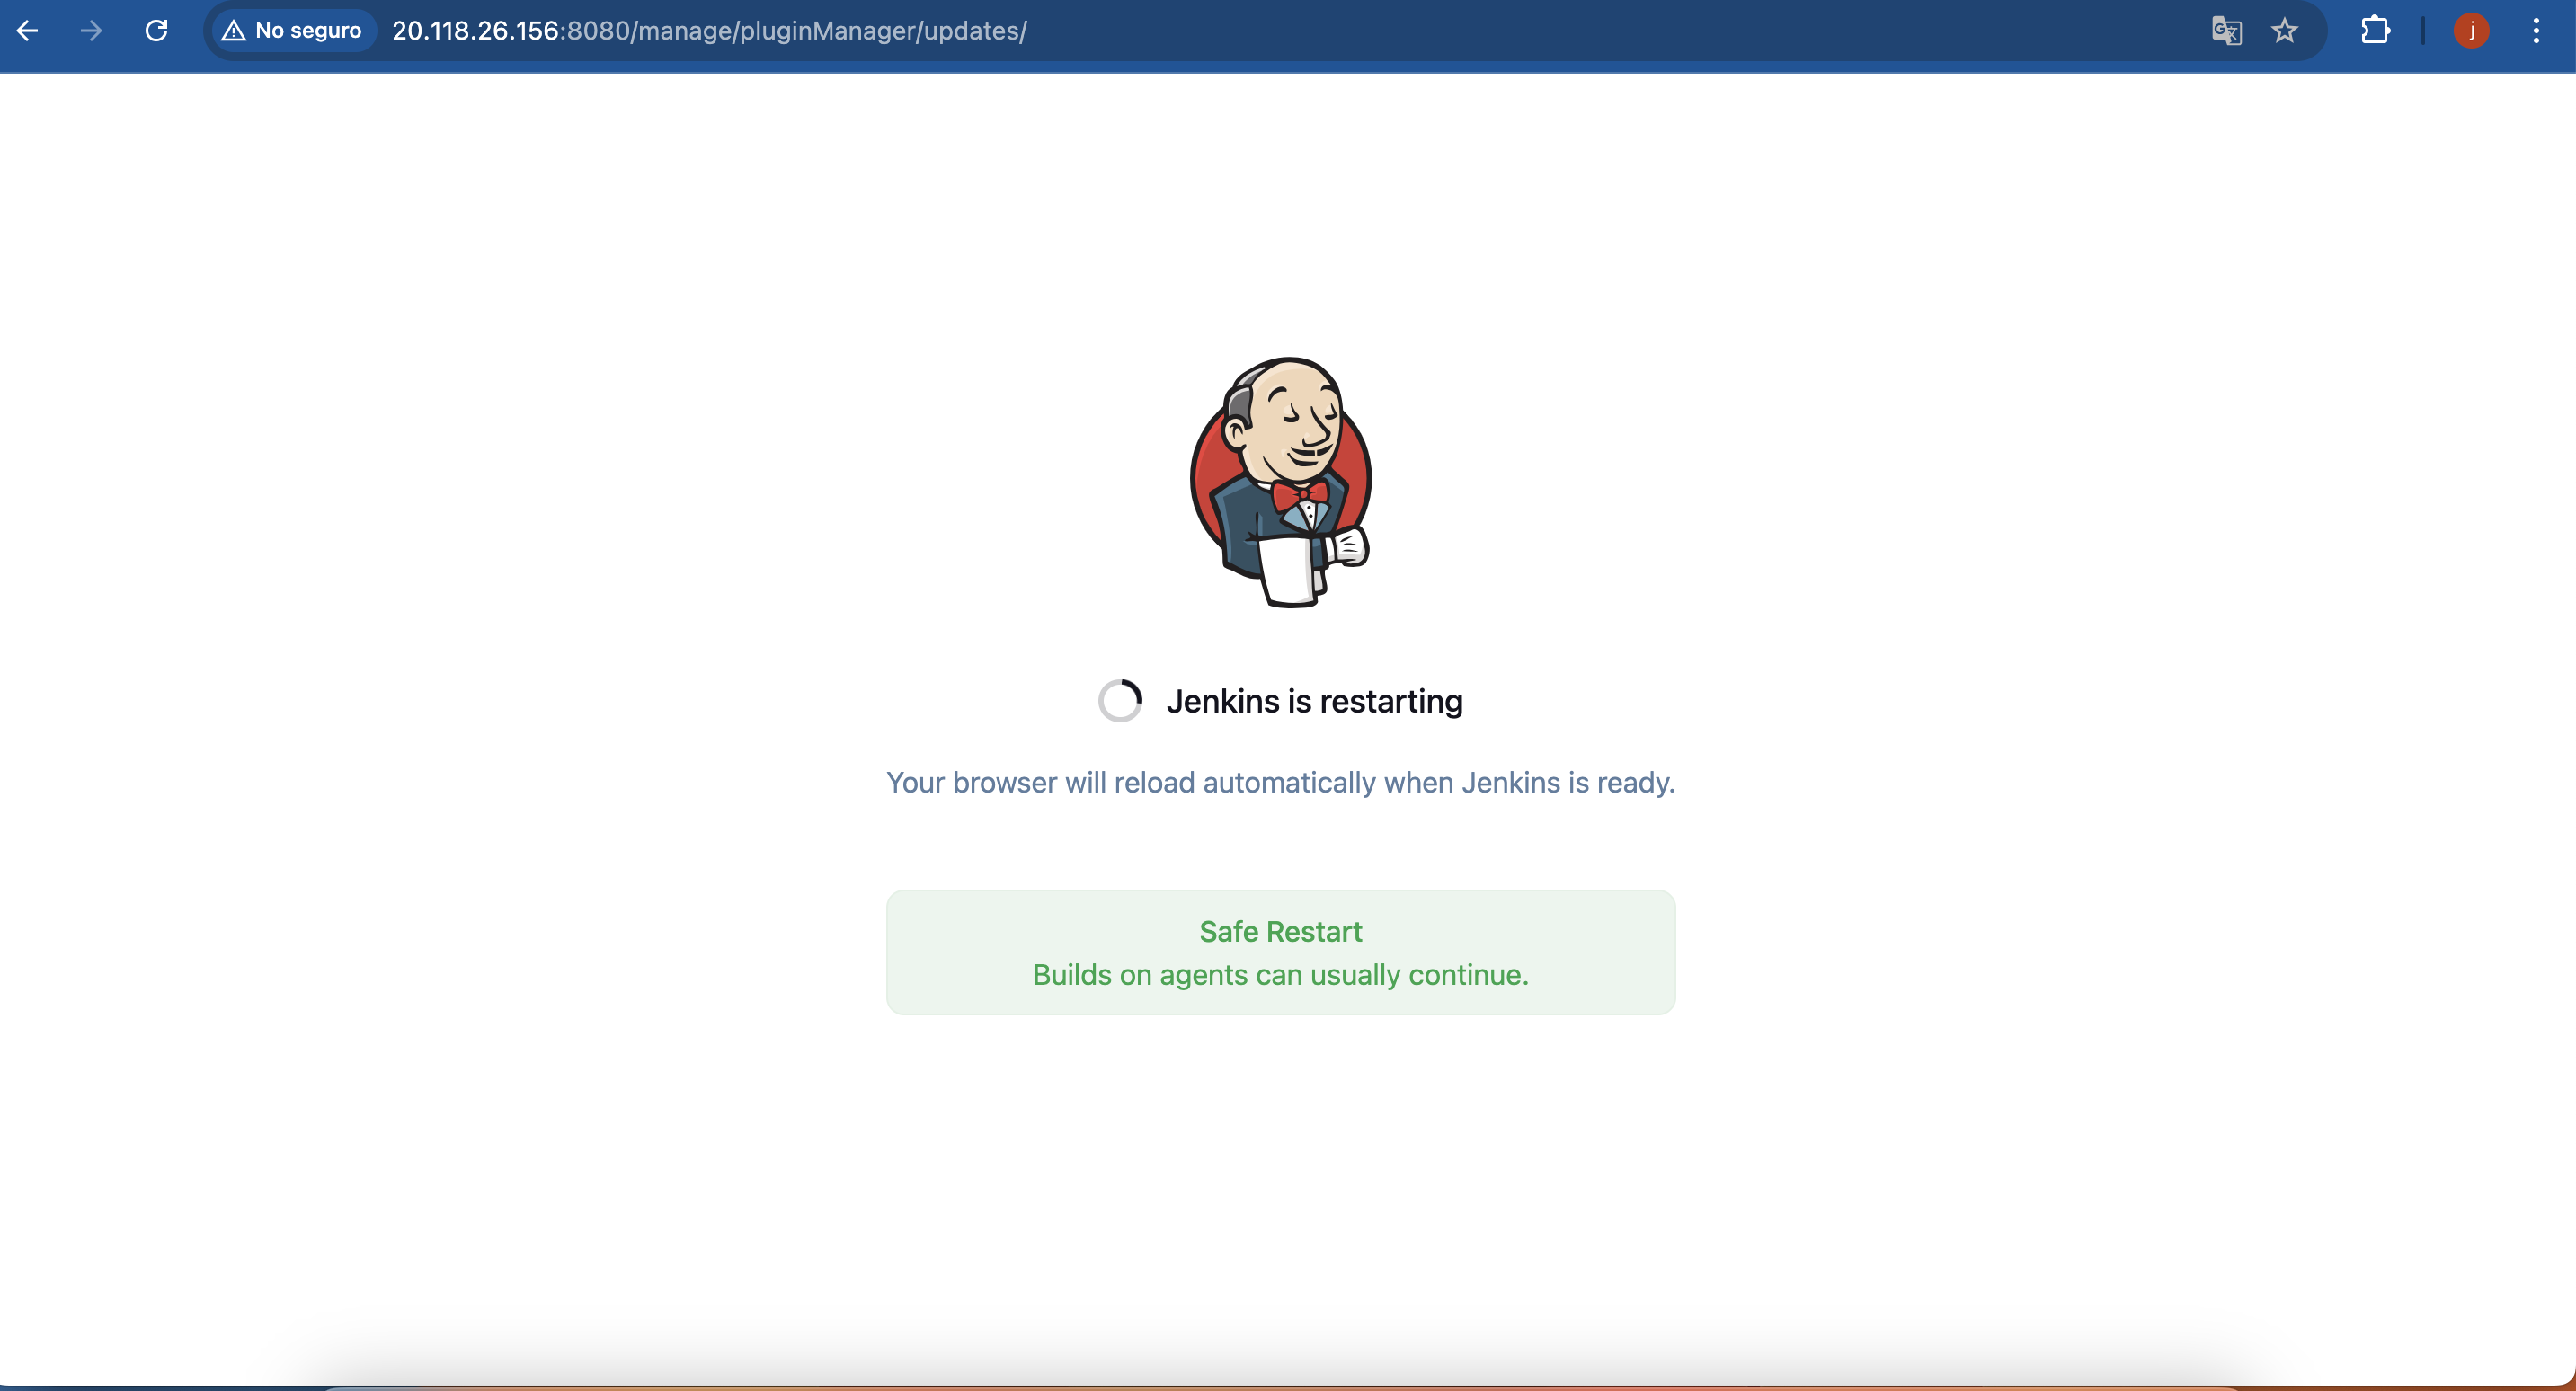 No seguro
20.118.26.156:8080/manage/pluginManager/updates/
j
Jenkins is restarting
Your browser will reload automatically when Jenkins is ready.
Safe Restart
Builds on agents can usually continue.